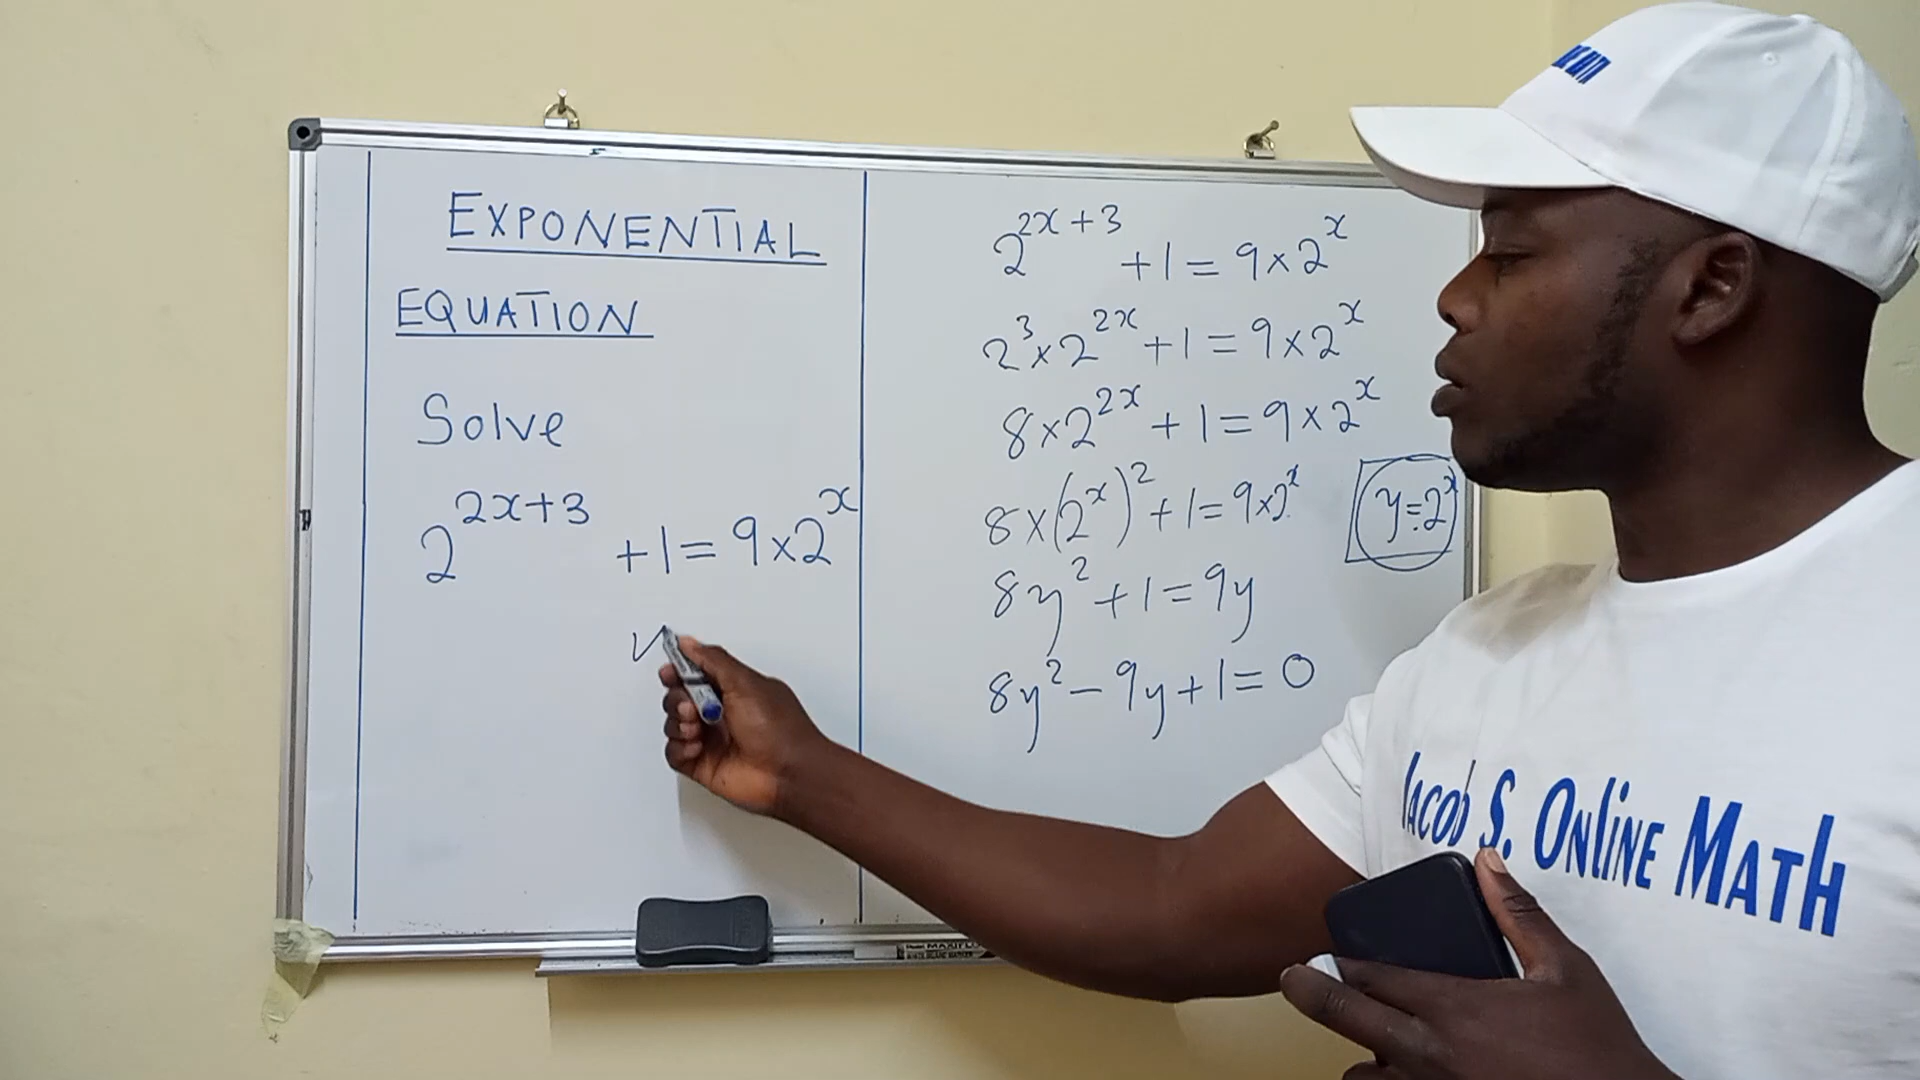 EXPONENTIAL
EQUATION
Solve
2^{2x+3} + 1 = 9 × 2^x
2^{2x+3} + 1 = 9 × 2^x
2^3 × 2^{2x} + 1 = 9 × 2^x
8 × 2^{2x} + 1 = 9 × 2^x
8 × (2^x)^2 + 1 = 9 × 2^x
y = 2^x
8y^2 + 1 = 9y
8y^2 - 9y + 1 = 0
Jacob S. Online Math